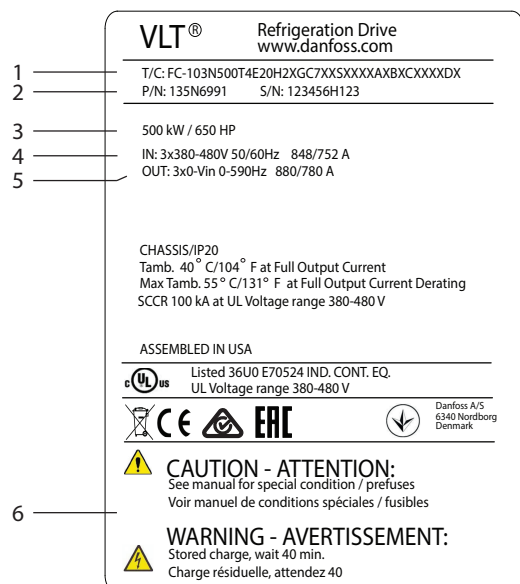 VLT® Refrigeration Drive
www.danfoss.com
1 T/C: FC-103N500T4E20H2XGC7XXSXXXXAXBXCXXXXDX
2 P/N: 135N6991 S/N: 123456H123
3 500 kW / 650 HP
4 IN: 3x380-480V 50/60Hz 848/752 A
5 OUT: 3x0-Vin 0-590Hz 880/780 A
CHASSIS/IP20
Tamb. 40° C/104° F at Full Output Current
Max Tamb. 55° C/131° F at Full Output Current Derating
SCCR 100 kA at UL Voltage range 380-480 V
ASSEMBLED IN USA
c UL us Listed 36U0 E70524 IND. CONT. EQ.
UL Voltage range 380-480 V
CE EAC
Danfoss A/S
6340 Nordborg
Denmark
CAUTION - ATTENTION:
See manual for special condition / prefuses
Voir manuel de conditions spéciales / fusibles
6
WARNING - AVERTISSEMENT:
Stored charge, wait 40 min.
Charge résiduelle, attendez 40